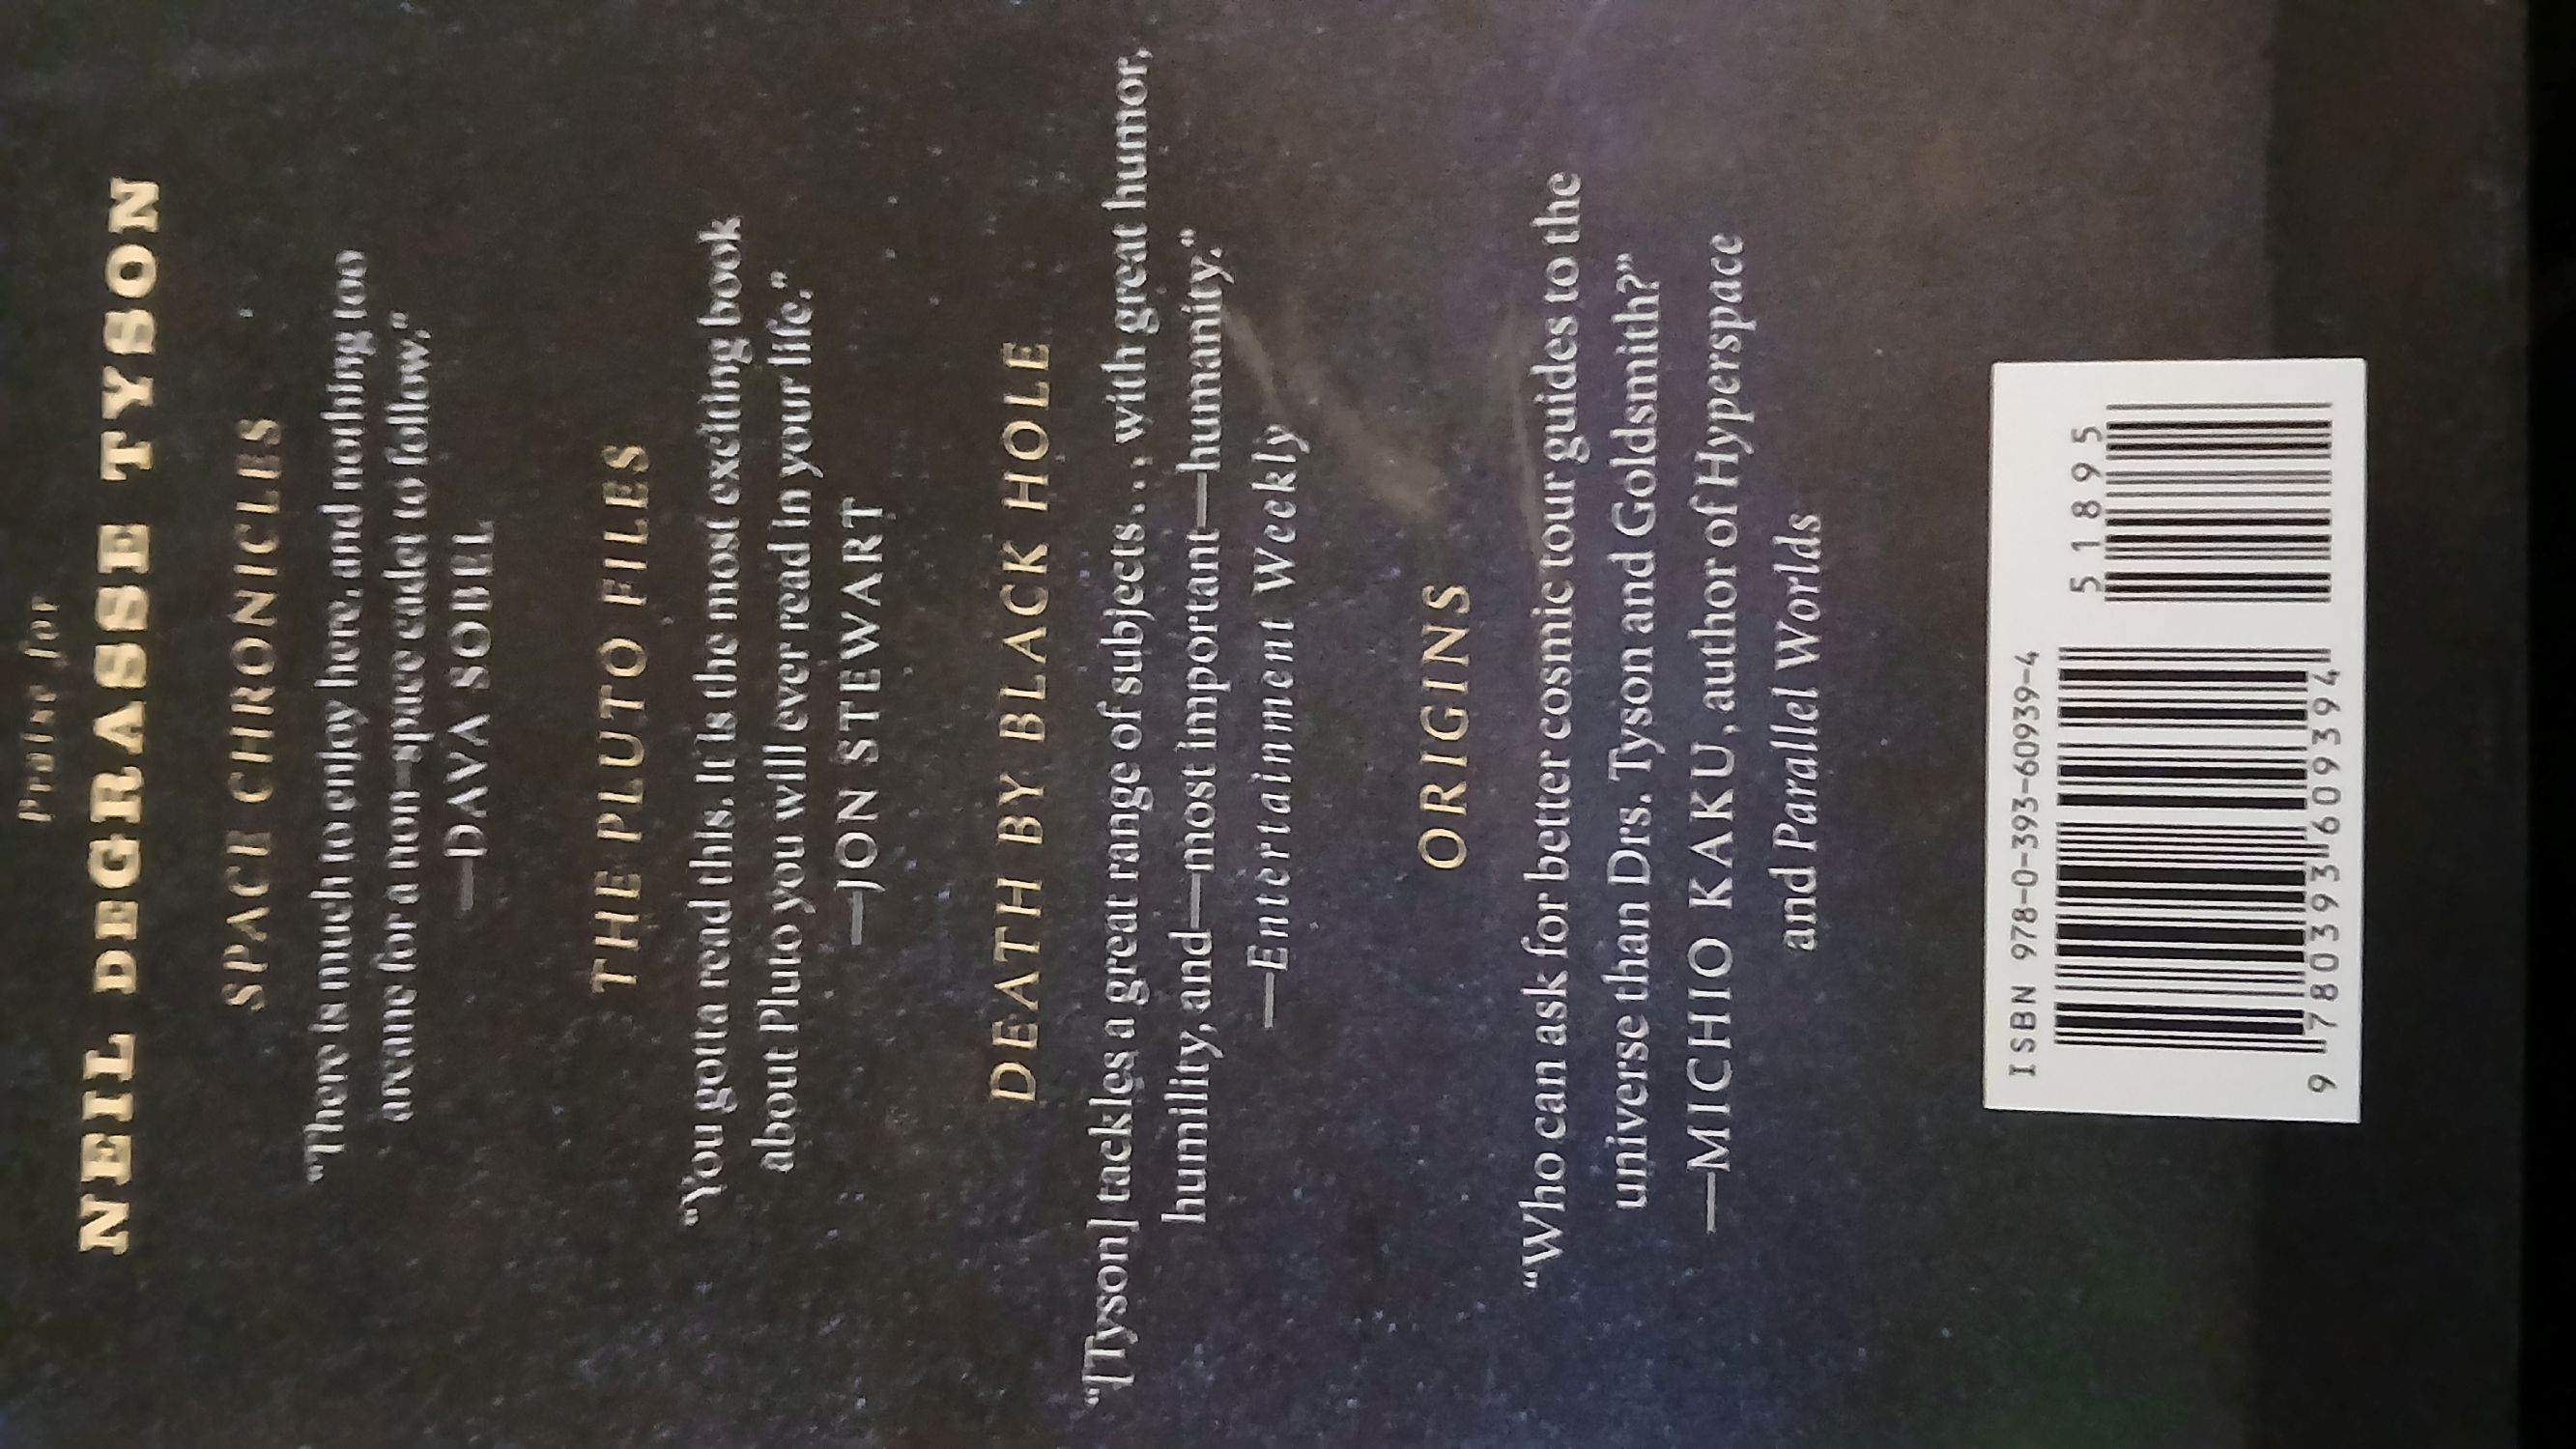 Praise for
NEIL DEGRASSE TYSON
SPACE CHRONICLES
“There is much to enjoy here, and nothing too
arcane for a non–space cadet to follow.”
—DAVA SOBEL
THE PLUTO FILES
“You gotta read this. It is the most exciting book
about Pluto you will ever read in your life.”
—JON STEWART
DEATH BY BLACK HOLE
“[Tyson] tackles a great range of subjects . . . with great humor,
humility, and—most important—humanity.”
—Entertainment Weekly
ORIGINS
“Who can ask for better cosmic tour guides to the
universe than Drs. Tyson and Goldsmith?”
—MICHIO KAKU, author of Hyperspace
and Parallel Worlds
ISBN 978-0-393-60939-4
51895
9 780393 609394